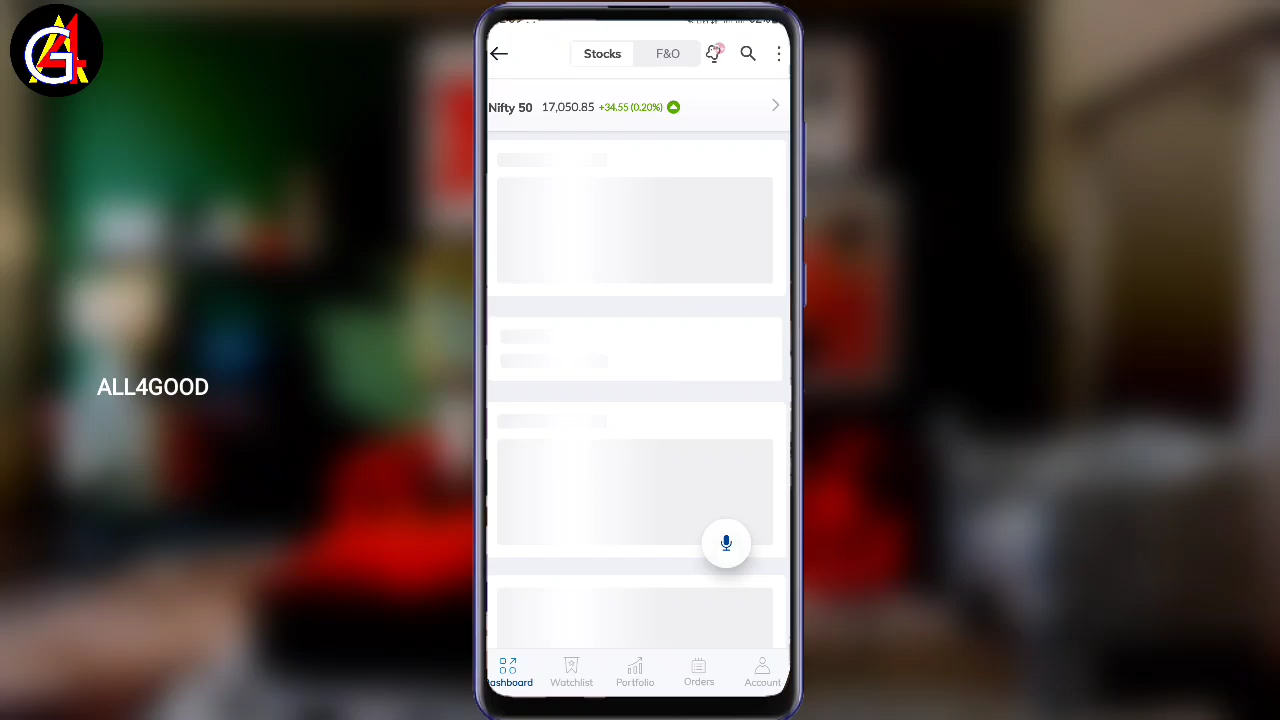 Stocks F&O
Nifty 50 17,050.85 +34.55 (0.20%)
ALL4GOOD
ashboard Watchlist Portfolio Orders Account